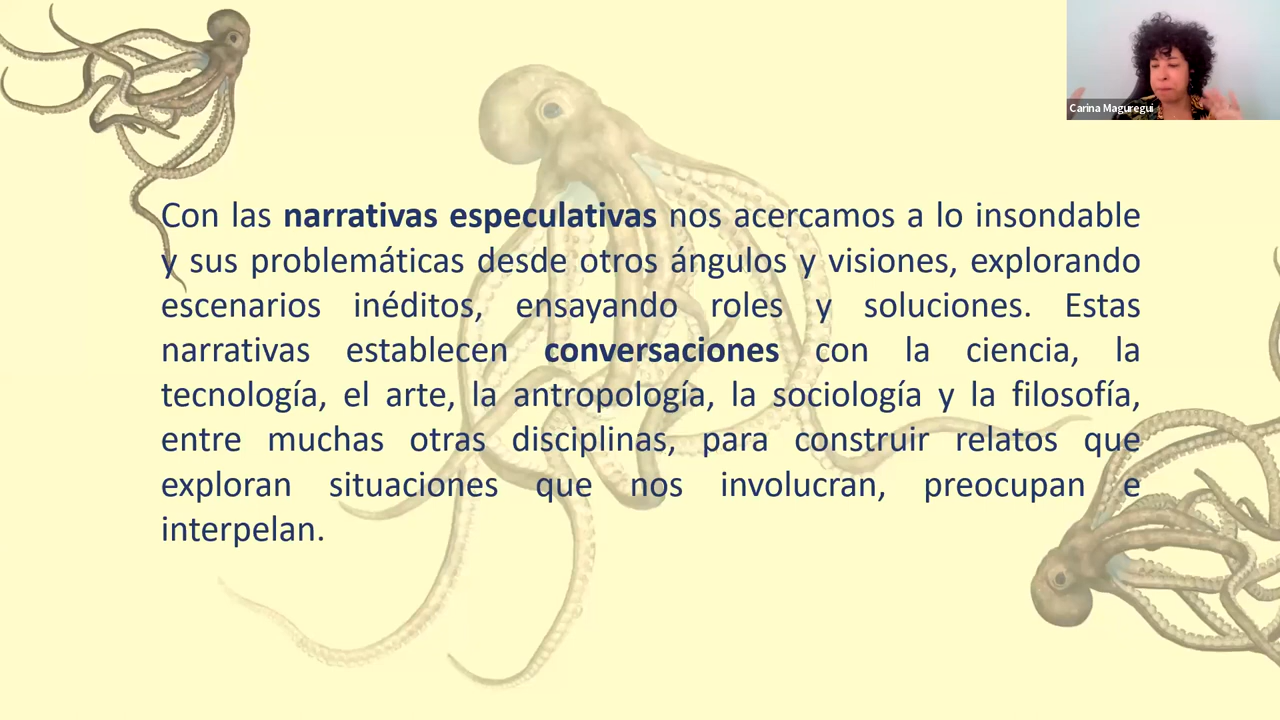 Carina Maguregui
Con las narrativas especulativas nos acercamos a lo insondable
y sus problemáticas desde otros ángulos y visiones, explorando
escenarios inéditos, ensayando roles y soluciones. Estas
narrativas establecen conversaciones con la ciencia, la
tecnología, el arte, la antropología, la sociología y la filosofía,
entre muchas otras disciplinas, para construir relatos que
exploran situaciones que nos involucran, preocupan e
interpelan.